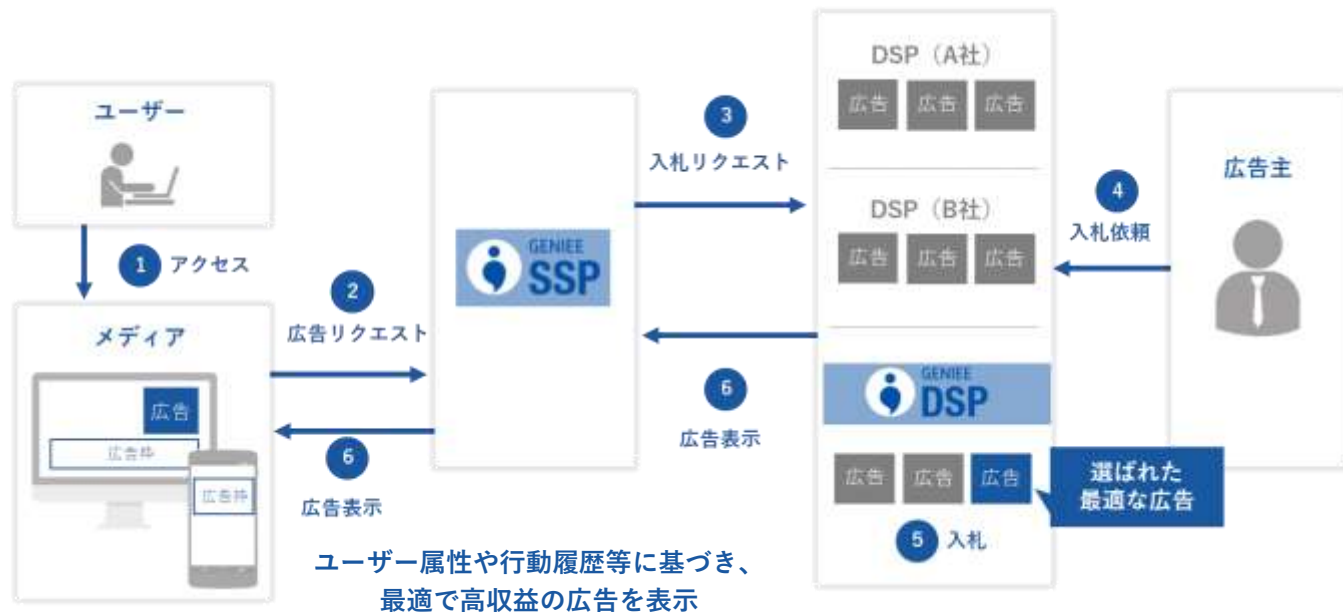 ユーザー
1 アクセス
メディア
広告
広告枠
広告枠
2
広告リクエスト
6
広告表示
GENIEE
SSP
3
入札リクエスト
6
広告表示
DSP（A社）
広告 広告 広告
DSP（B社）
広告 広告 広告
GENIEE
DSP
広告 広告 広告
5 入札
選ばれた
最適な広告
4
入札依頼
広告主
ユーザー属性や行動履歴等に基づき、
最適で高収益の広告を表示